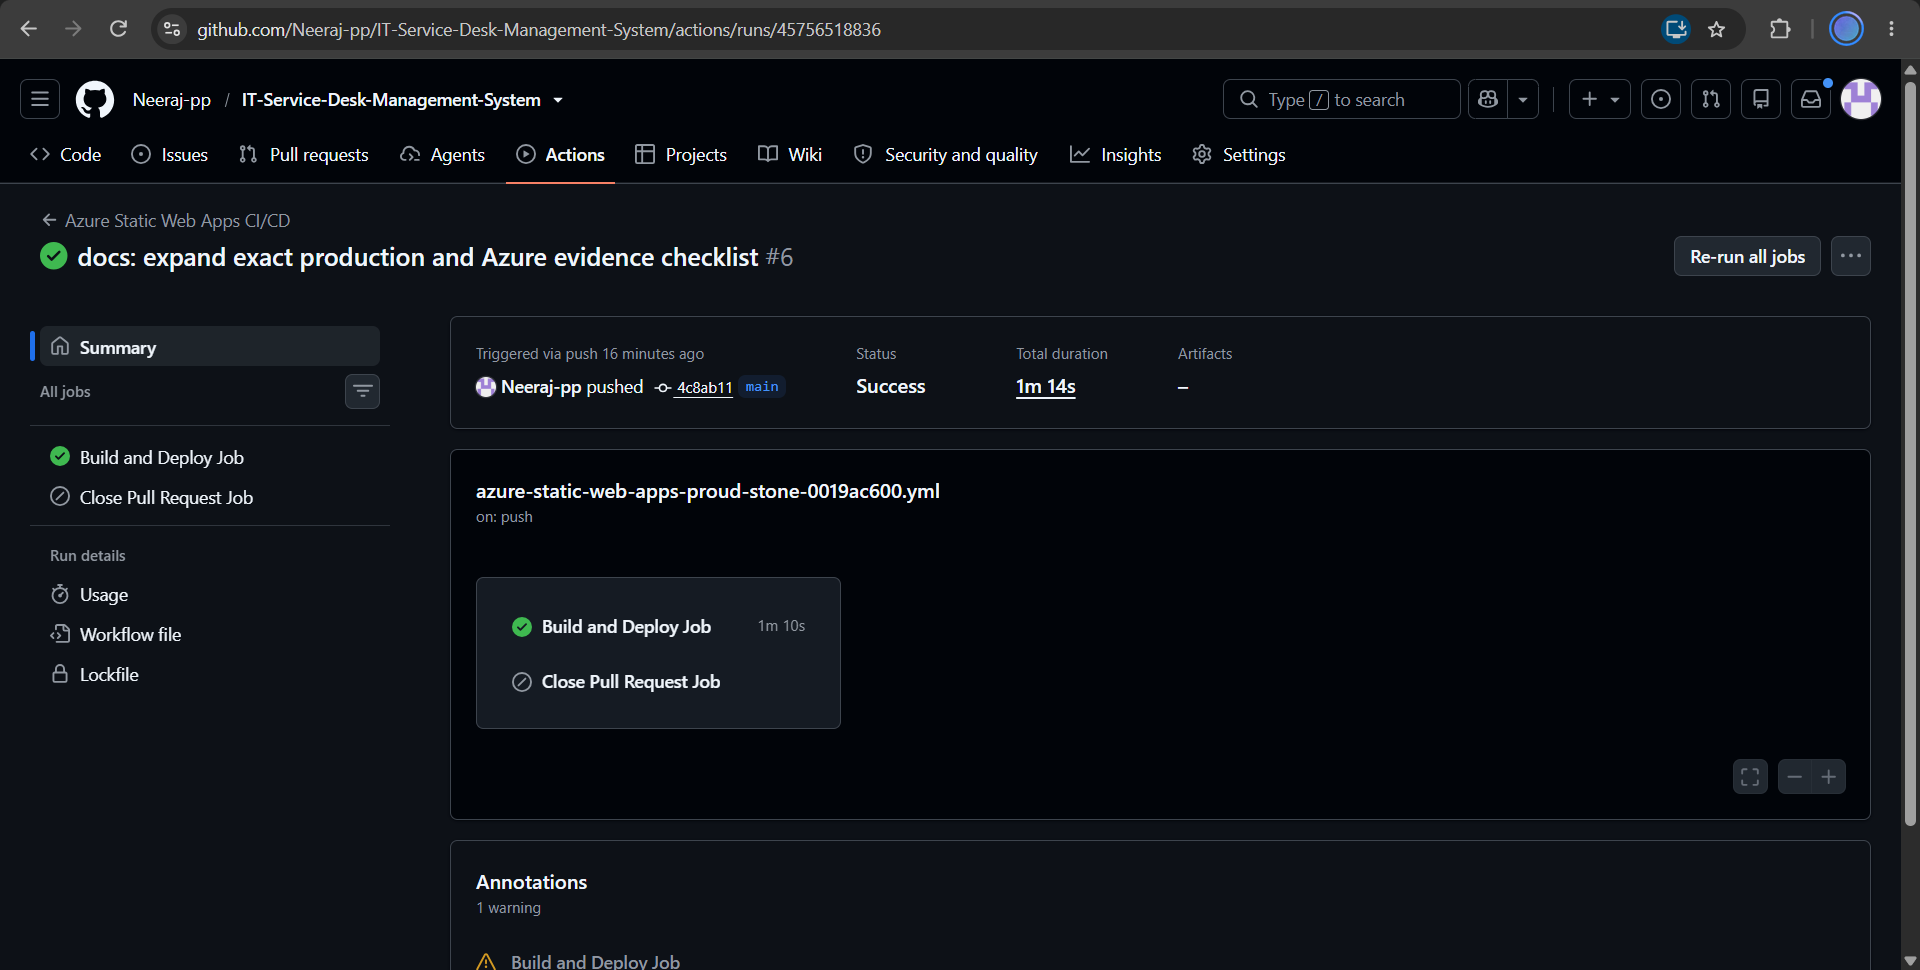 github.com/Neeraj-pp/IT-Service-Desk-Management-System/actions/runs/45756518836
Neeraj-pp / IT-Service-Desk-Management-System
Type / to search
Code Issues Pull requests Agents Actions Projects Wiki Security and quality Insights Settings
Azure Static Web Apps CI/CD
docs: expand exact production and Azure evidence checklist #6
Re-run all jobs
Summary
All jobs
Build and Deploy Job
Close Pull Request Job
Run details
Usage
Workflow file
Lockfile
Triggered via push 16 minutes ago
Neeraj-pp pushed 4c8ab11 main
Status
Success
Total duration
1m 14s
Artifacts
–
azure-static-web-apps-proud-stone-0019ac600.yml
on: push
Build and Deploy Job 1m 10s
Close Pull Request Job
Annotations
1 warning
Build and Deploy Job